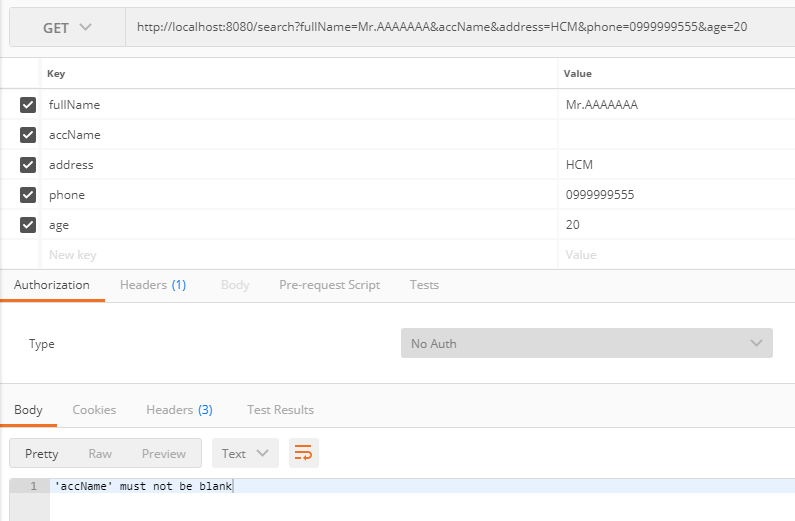 GET http://localhost:8080/search?fullName=Mr.AAAAAAA&accName&address=HCM&phone=0999999555&age=20
Key Value
fullName Mr.AAAAAAA
accName
address HCM
phone 0999999555
age 20
New key Value
Authorization Headers (1) Body Pre-request Script Tests
Type No Auth
Body Cookies Headers (3) Test Results
Pretty Raw Preview Text
1 'accName' must not be blank